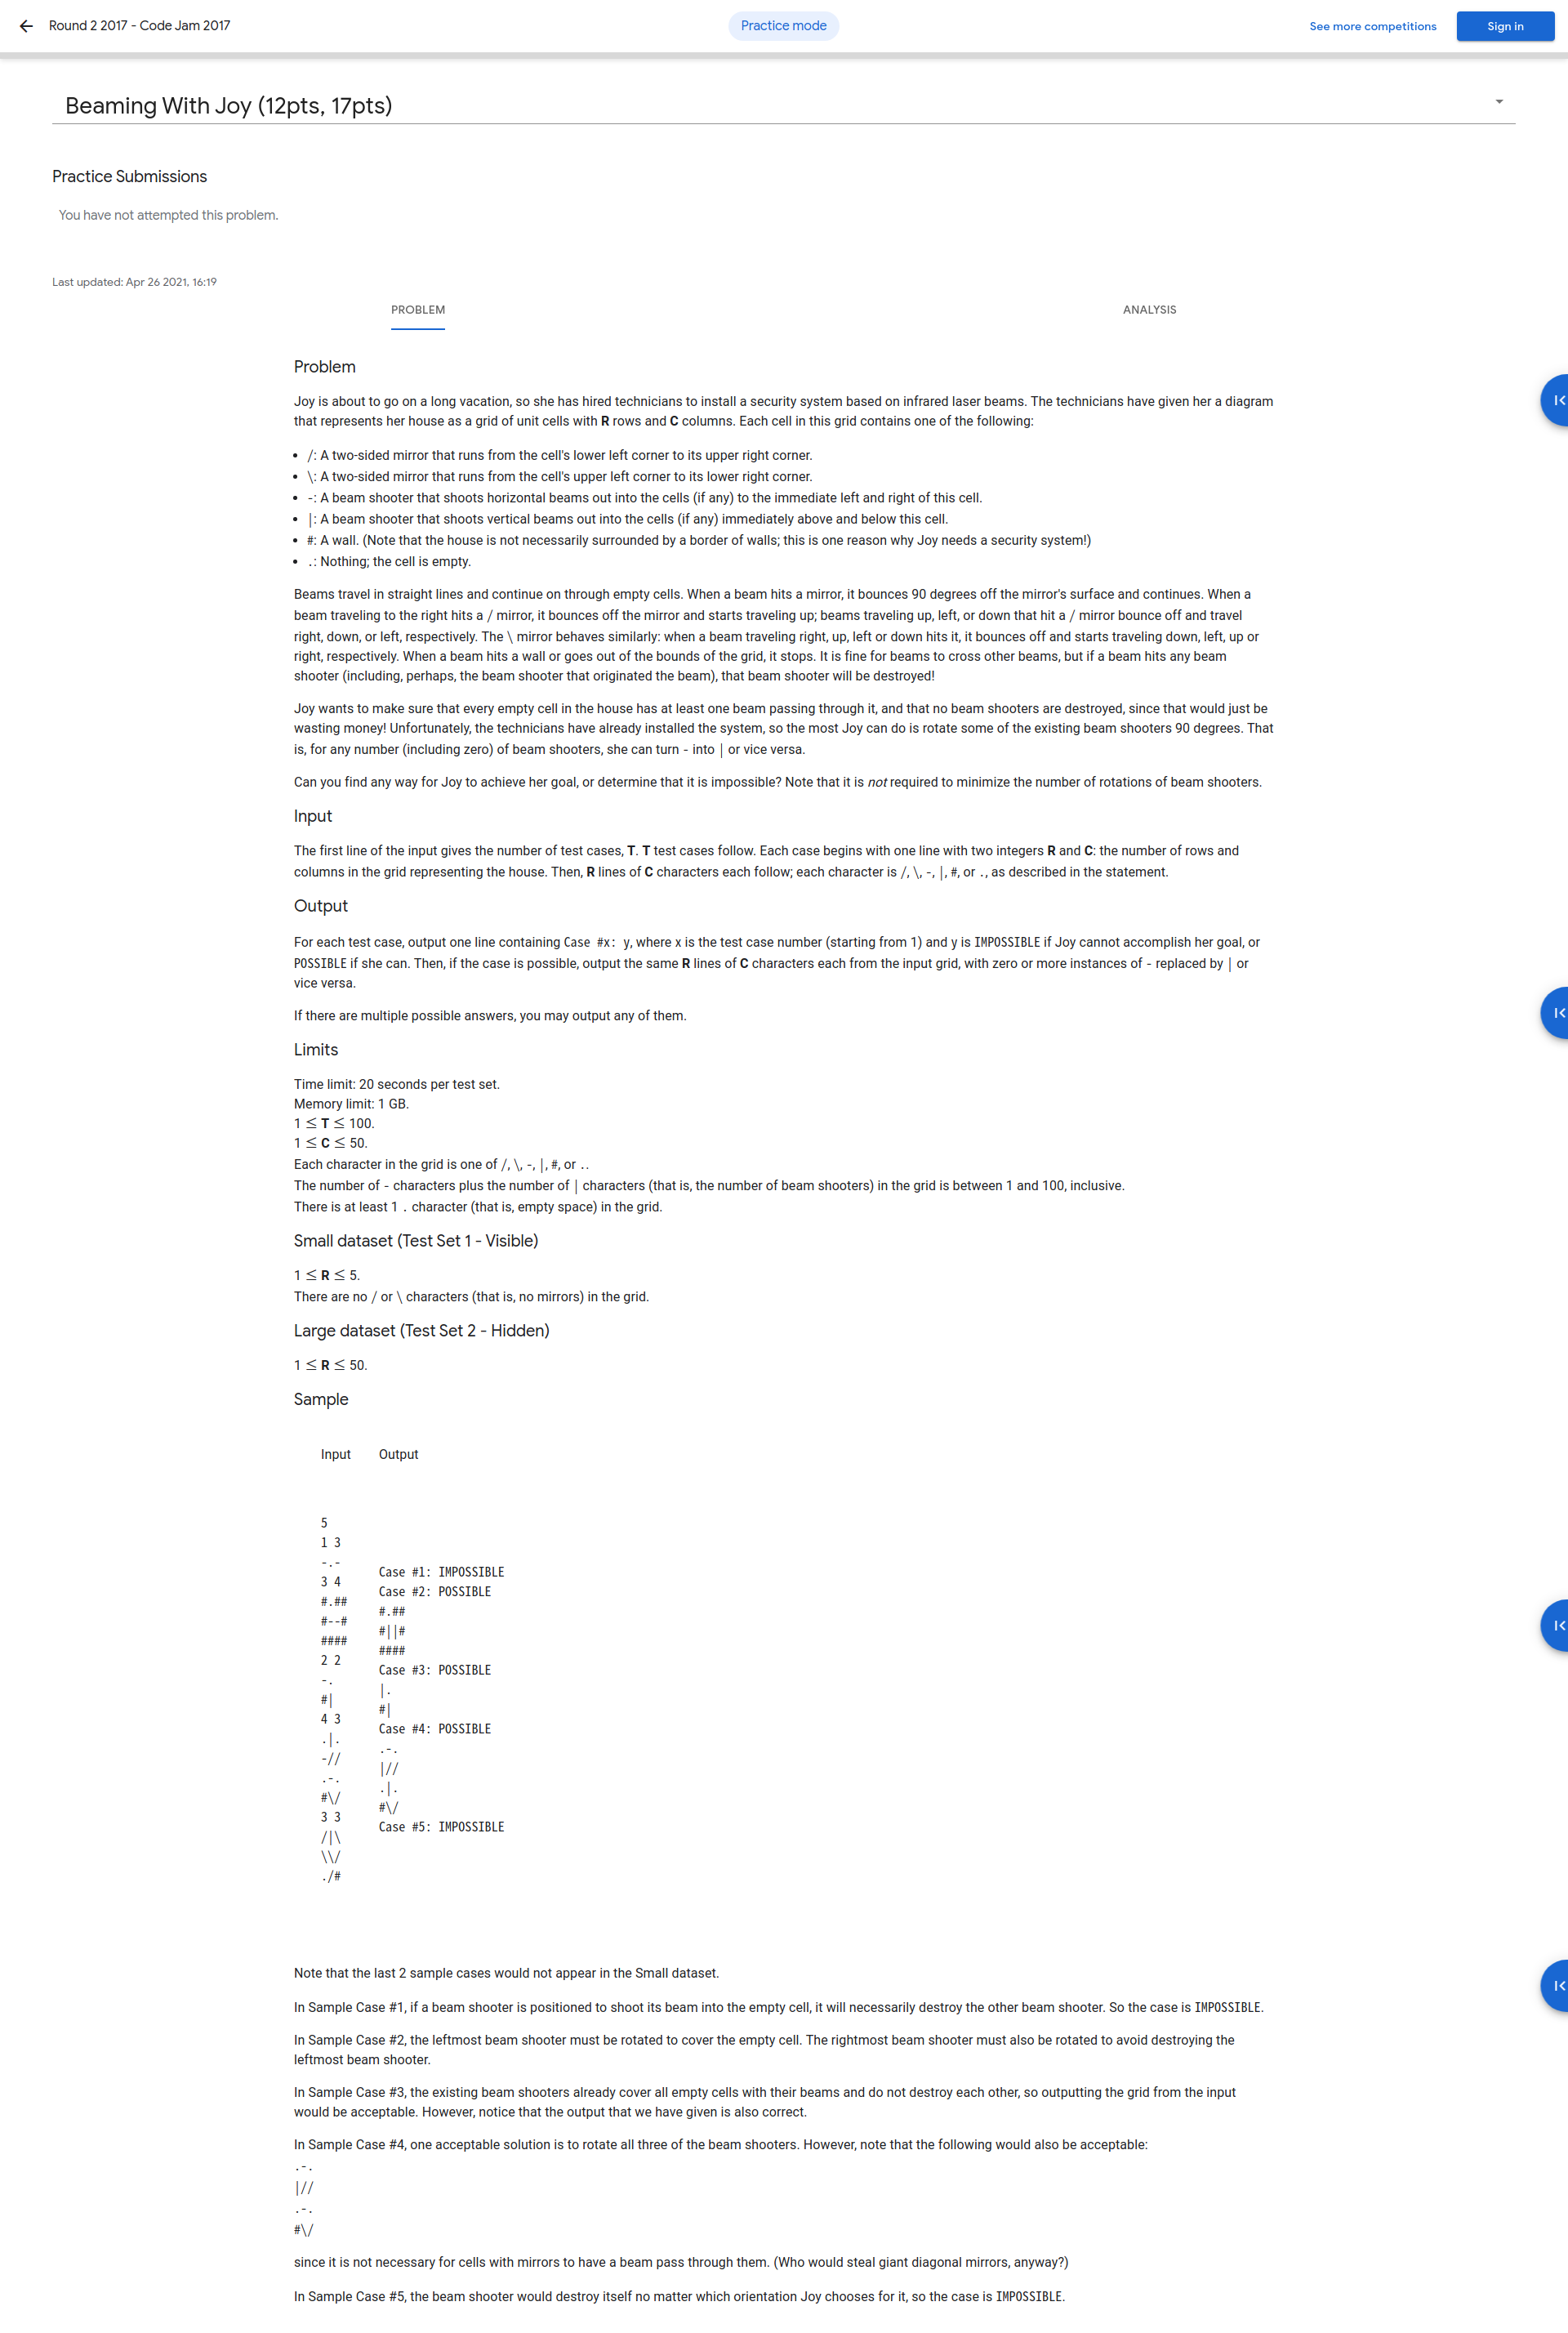 Round 2 2017 - Code Jam 2017
Practice mode
See more competitions
Sign in
Beaming With Joy (12pts, 17pts)
Practice Submissions
You have not attempted this problem.
Last updated: Apr 26 2021, 16:19
PROBLEM
ANALYSIS
Problem
Joy is about to go on a long vacation, so she has hired technicians to install a security system based on infrared laser beams. The technicians have given her a diagram
that represents her house as a grid of unit cells with R rows and C columns. Each cell in this grid contains one of the following:
• /: A two-sided mirror that runs from the cell's lower left corner to its upper right corner.
• \: A two-sided mirror that runs from the cell's upper left corner to its lower right corner.
• -: A beam shooter that shoots horizontal beams out into the cells (if any) to the immediate left and right of this cell.
• |: A beam shooter that shoots vertical beams out into the cells (if any) immediately above and below this cell.
• #: A wall. (Note that the house is not necessarily surrounded by a border of walls; this is one reason why Joy needs a security system!)
• .: Nothing; the cell is empty.
Beams travel in straight lines and continue on through empty cells. When a beam hits a mirror, it bounces 90 degrees off the mirror's surface and continues. When a
beam traveling to the right hits a / mirror, it bounces off the mirror and starts traveling up; beams traveling up, left, or down that hit a / mirror bounce off and travel
right, down, or left, respectively. The \ mirror behaves similarly: when a beam traveling right, up, left or down hits it, it bounces off and starts traveling down, left, up or
right, respectively. When a beam hits a wall or goes out of the bounds of the grid, it stops. It is fine for beams to cross other beams, but if a beam hits any beam
shooter (including, perhaps, the beam shooter that originated the beam), that beam shooter will be destroyed!
Joy wants to make sure that every empty cell in the house has at least one beam passing through it, and that no beam shooters are destroyed, since that would just be
wasting money! Unfortunately, the technicians have already installed the system, so the most Joy can do is rotate some of the existing beam shooters 90 degrees. That
is, for any number (including zero) of beam shooters, she can turn - into | or vice versa.
Can you find any way for Joy to achieve her goal, or determine that it is impossible? Note that it is not required to minimize the number of rotations of beam shooters.
Input
The first line of the input gives the number of test cases, T. T test cases follow. Each case begins with one line with two integers R and C: the number of rows and
columns in the grid representing the house. Then, R lines of C characters each follow; each character is /, \, -, |, #, or ., as described in the statement.
Output
For each test case, output one line containing Case #x: y, where x is the test case number (starting from 1) and y is IMPOSSIBLE if Joy cannot accomplish her goal, or
POSSIBLE if she can. Then, if the case is possible, output the same R lines of C characters each from the input grid, with zero or more instances of - replaced by | or
vice versa.
If there are multiple possible answers, you may output any of them.
Limits
Time limit: 20 seconds per test set.
Memory limit: 1 GB.
1 ≤ T ≤ 100.
1 ≤ C ≤ 50.
Each character in the grid is one of /, \, -, |, #, or ..
The number of - characters plus the number of | characters (that is, the number of beam shooters) in the grid is between 1 and 100, inclusive.
There is at least 1 . character (that is, empty space) in the grid.
Small dataset (Test Set 1 - Visible)
1 ≤ R ≤ 5.
There are no / or \ characters (that is, no mirrors) in the grid.
Large dataset (Test Set 2 - Hidden)
1 ≤ R ≤ 50.
Sample
Input
Output
5
1 3
-.-
3 4
#.##
#--#
####
2 2
-.
#|
4 3
.|.
-//
.-.
#\/
3 3
/|\
\\/
./#
Case #1: IMPOSSIBLE
Case #2: POSSIBLE
#.##
#||#
####
Case #3: POSSIBLE
|.
#|
Case #4: POSSIBLE
.-.
|//
.|.
#\/
Case #5: IMPOSSIBLE
Note that the last 2 sample cases would not appear in the Small dataset.
In Sample Case #1, if a beam shooter is positioned to shoot its beam into the empty cell, it will necessarily destroy the other beam shooter. So the case is IMPOSSIBLE.
In Sample Case #2, the leftmost beam shooter must be rotated to cover the empty cell. The rightmost beam shooter must also be rotated to avoid destroying the
leftmost beam shooter.
In Sample Case #3, the existing beam shooters already cover all empty cells with their beams and do not destroy each other, so outputting the grid from the input
would be acceptable. However, notice that the output that we have given is also correct.
In Sample Case #4, one acceptable solution is to rotate all three of the beam shooters. However, note that the following would also be acceptable:
.-.
|//
.-.
#\/
since it is not necessary for cells with mirrors to have a beam pass through them. (Who would steal giant diagonal mirrors, anyway?)
In Sample Case #5, the beam shooter would destroy itself no matter which orientation Joy chooses for it, so the case is IMPOSSIBLE.